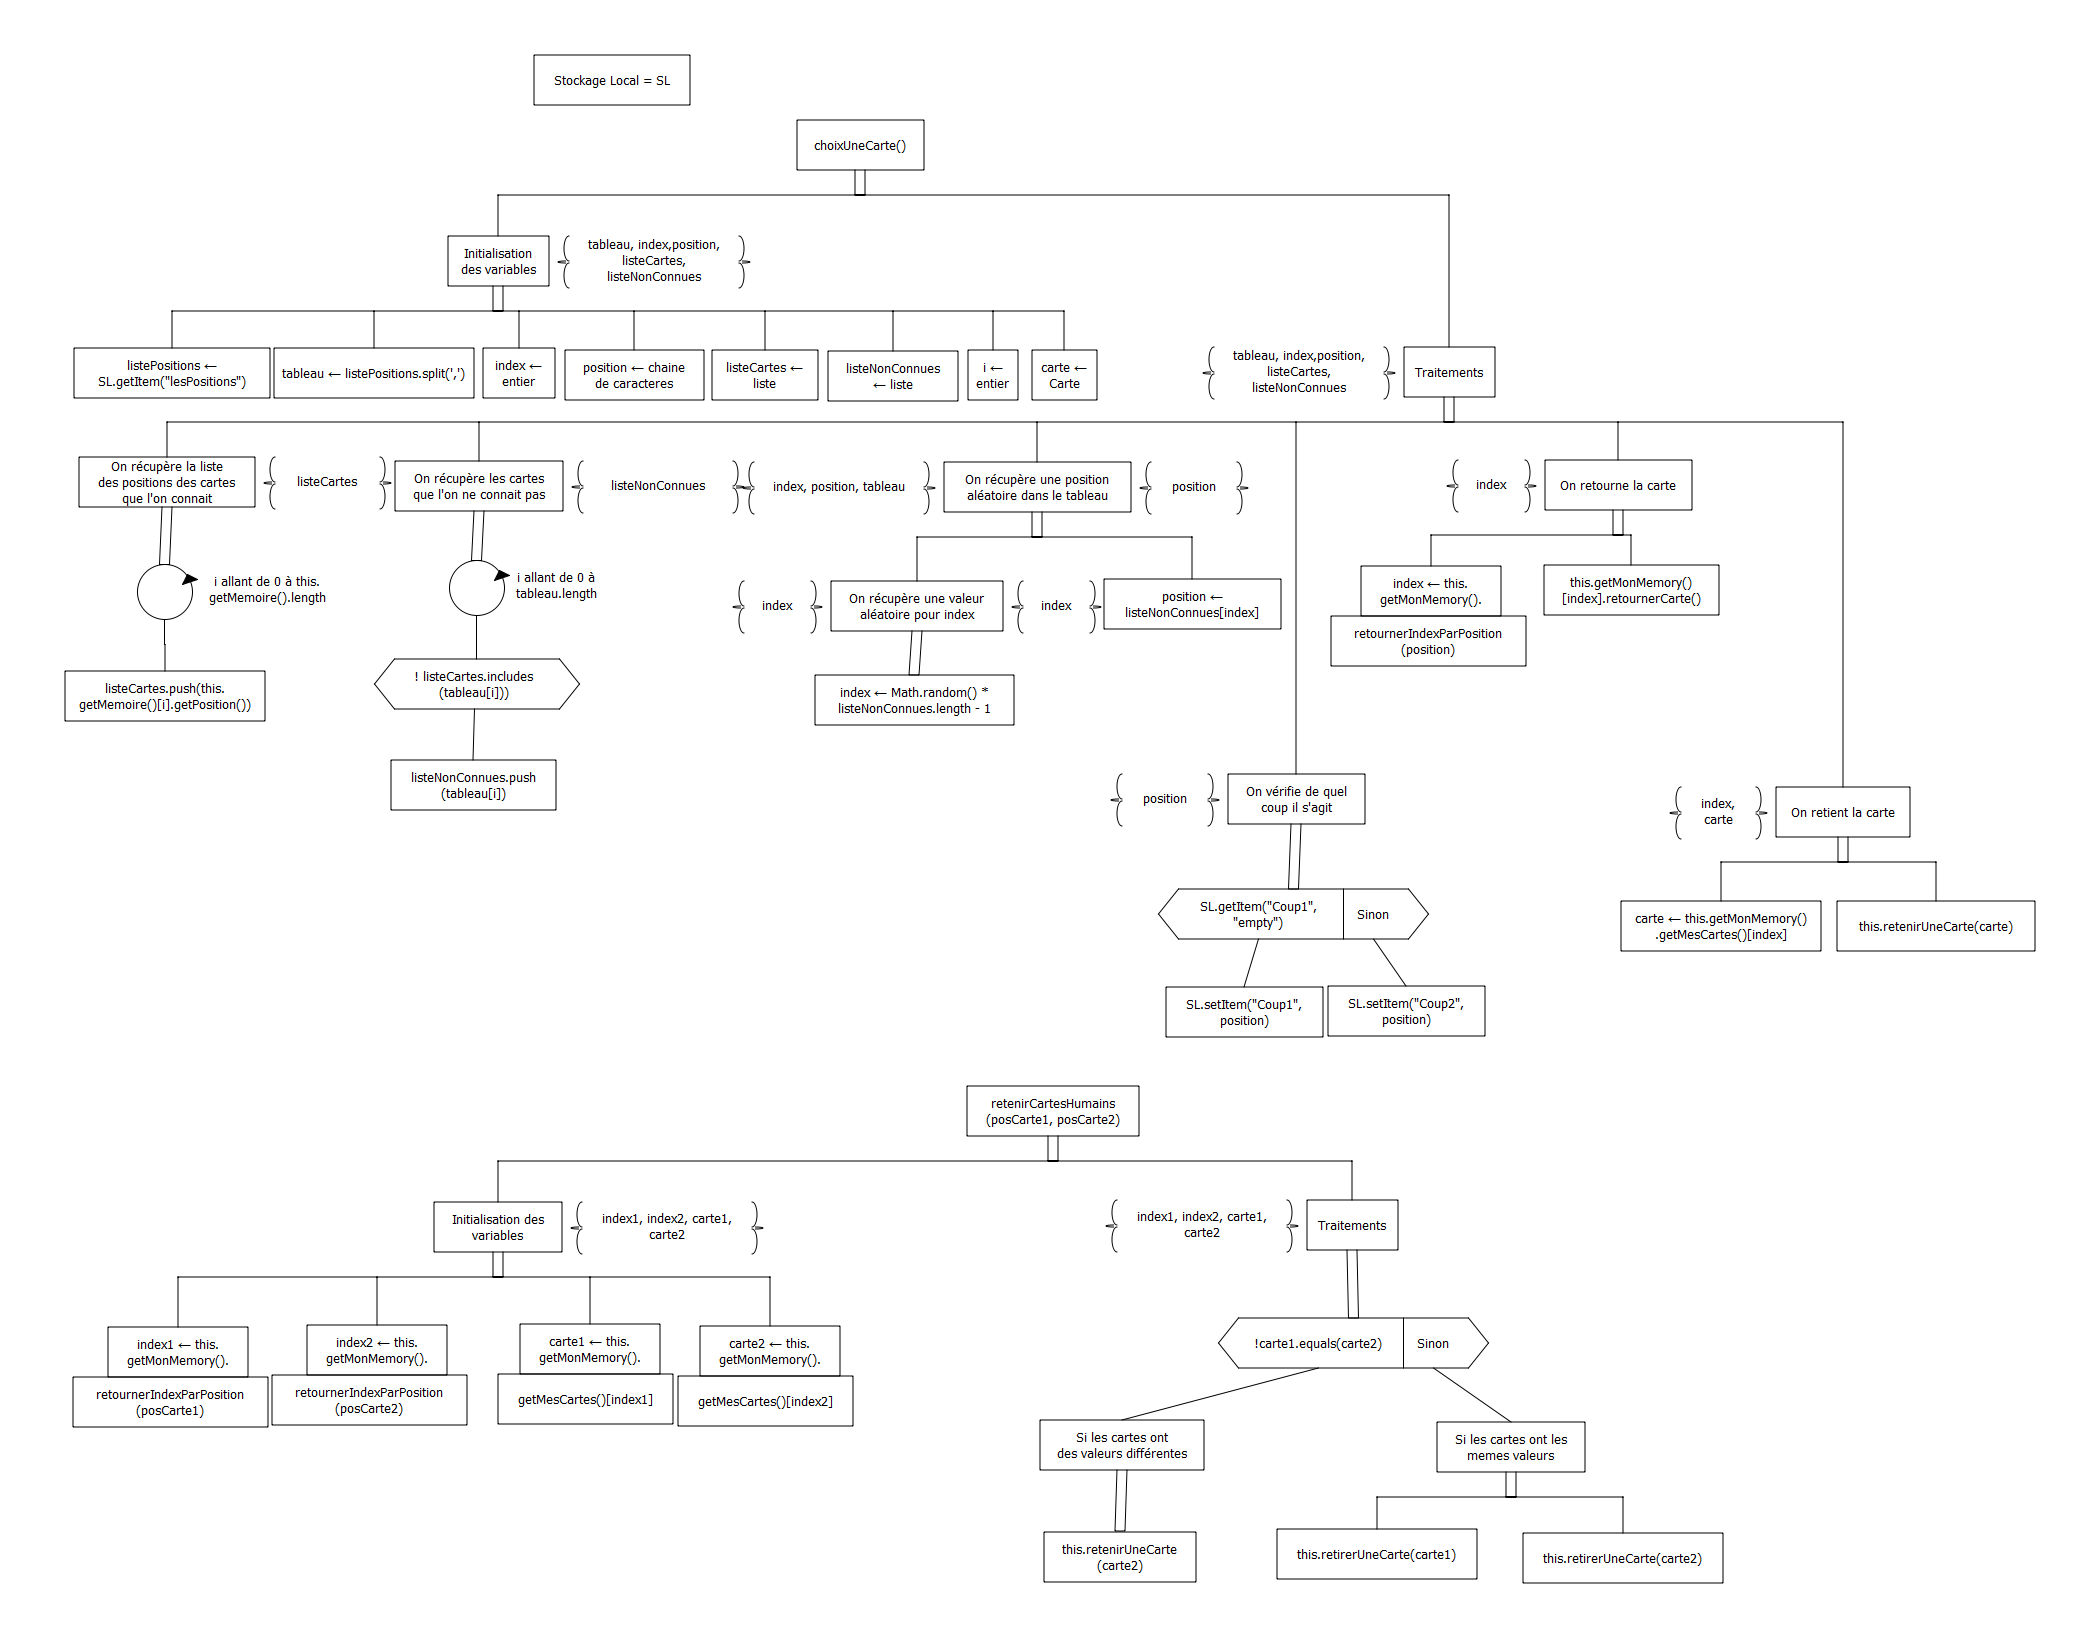 Stockage Local = SL
choixUneCarte()
Initialisation
des variables
tableau, index,position,
listeCartes,
listeNonConnues
listePositions ←
SL.getItem("lesPositions")
tableau ← listePositions.split(',')
index ←
entier
position ← chaine
de caracteres
listeCartes ←
liste
listeNonConnues
← liste
i ←
entier
carte ←
Carte
tableau, index,position,
listeCartes,
listeNonConnues
Traitements
On récupère la liste
des positions des cartes
que l'on connait
listeCartes
On récupère les cartes
que l'on ne connait pas
listeNonConnues
index, position, tableau
On récupère une position
aléatoire dans le tableau
position
index
On retourne la carte
i allant de 0 à this.
getMemoire().length
i allant de 0 à
tableau.length
index
On récupère une valeur
aléatoire pour index
index
position ←
listeNonConnues[index]
index ← this.
getMonMemory().
retournerIndexParPosition
(position)
this.getMonMemory()
[index].retournerCarte()
listeCartes.push(this.
getMemoire()[i].getPosition())
! listeCartes.includes
(tableau[i]))
index ← Math.random() *
listeNonConnues.length - 1
listeNonConnues.push
(tableau[i])
position
On vérifie de quel
coup il s'agit
index,
carte
On retient la carte
SL.getItem("Coup1",
"empty")
Sinon
carte ← this.getMonMemory()
.getMesCartes()[index]
this.retenirUneCarte(carte)
SL.setItem("Coup1",
position)
SL.setItem("Coup2",
position)
retenirCartesHumains
(posCarte1, posCarte2)
Initialisation des
variables
index1, index2, carte1,
carte2
index1, index2, carte1,
carte2
Traitements
index1 ← this.
getMonMemory().
retournerIndexParPosition
(posCarte1)
index2 ← this.
getMonMemory().
retournerIndexParPosition
(posCarte2)
carte1 ← this.
getMonMemory().
getMesCartes()[index1]
carte2 ← this.
getMonMemory().
getMesCartes()[index2]
!carte1.equals(carte2)
Sinon
Si les cartes ont
des valeurs différentes
Si les cartes ont les
memes valeurs
this.retenirUneCarte
(carte2)
this.retirerUneCarte(carte1)
this.retirerUneCarte(carte2)